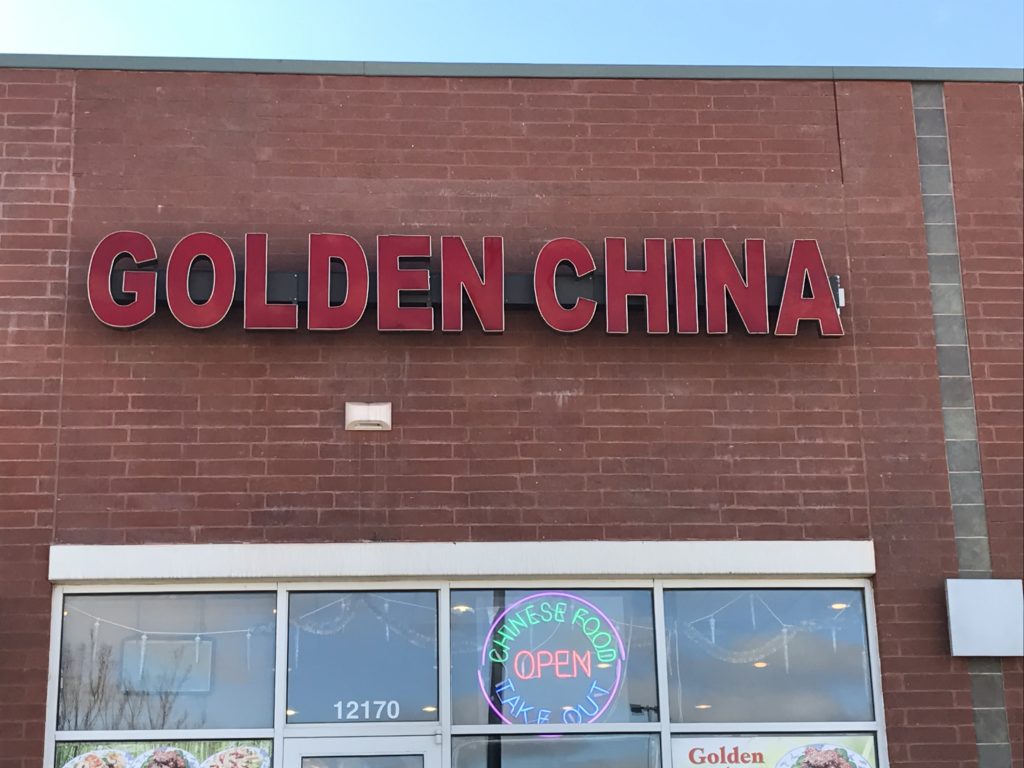 GOLDEN CHINA
CHINESE FOOD
OPEN
TAKE OUT
12170
Golden